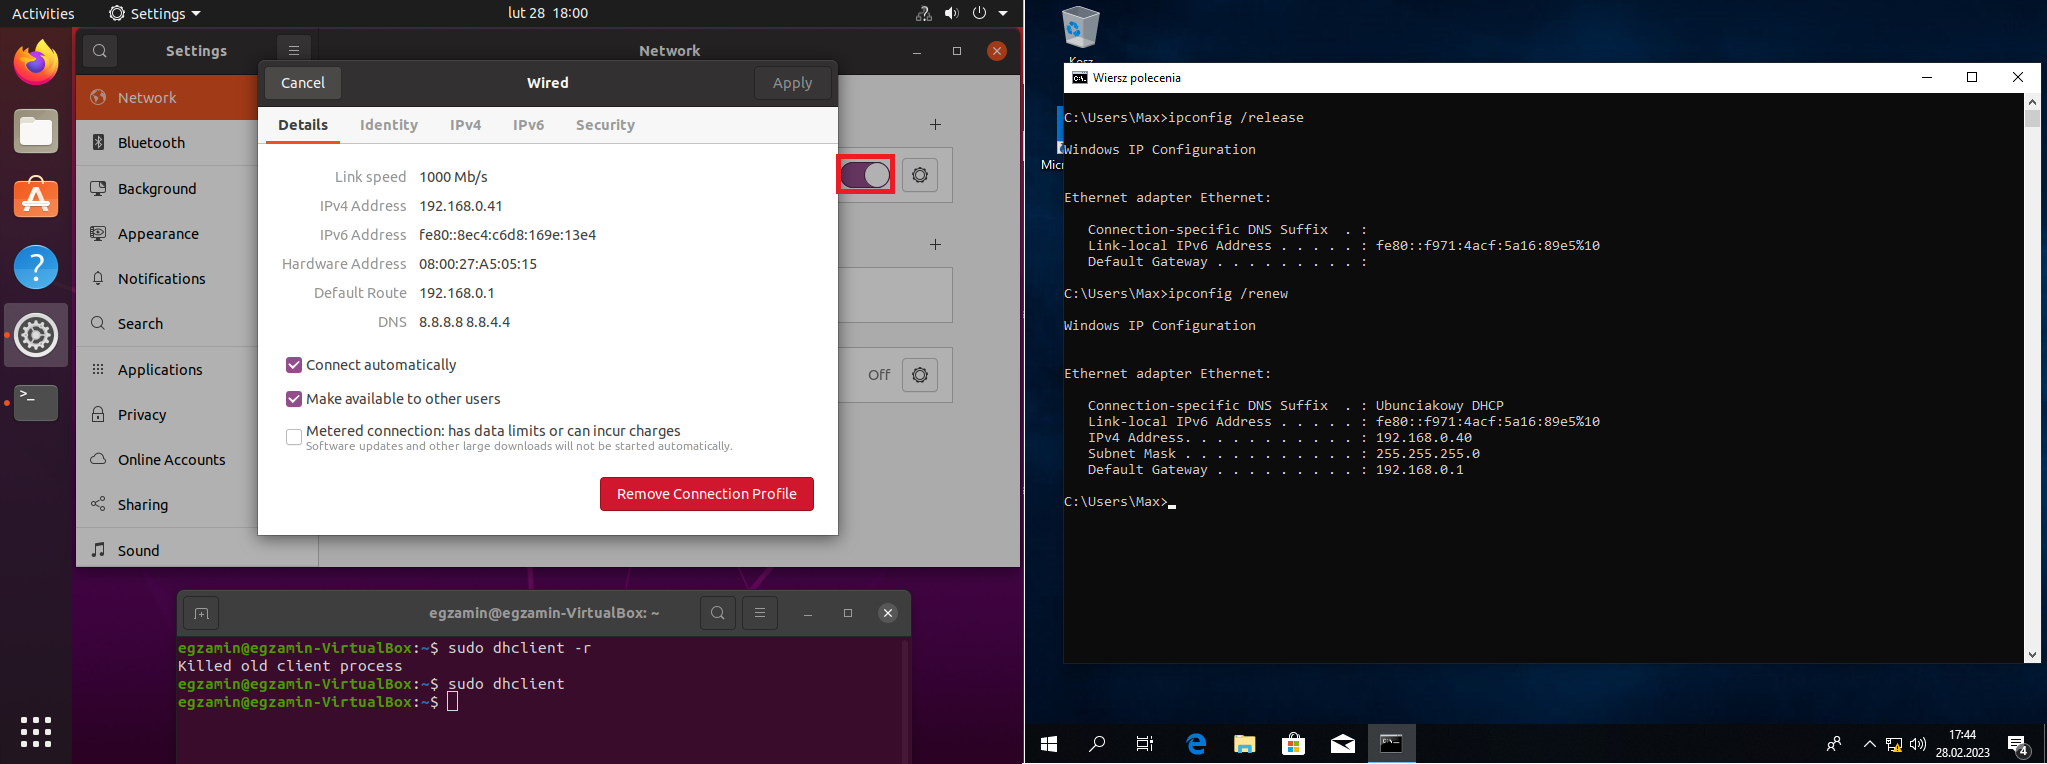 Activities
Settings
lut 28 18:00
Settings
Network
Cancel
Wired
Apply
Network
Bluetooth
Background
Appearance
Notifications
Search
Applications
Privacy
Online Accounts
Sharing
Sound
Details
Identity
IPv4
IPv6
Security
Link speed 1000 Mb/s
IPv4 Address 192.168.0.41
IPv6 Address fe80::8ec4:c6d8:169e:13e4
Hardware Address 08:00:27:A5:05:15
Default Route 192.168.0.1
DNS 8.8.8.8 8.8.4.4
Connect automatically
Make available to other users
Metered connection: has data limits or can incur charges
Software updates and other large downloads will not be started automatically.
Remove Connection Profile
Off
egzamin@egzamin-VirtualBox: ~
egzamin@egzamin-VirtualBox:~$ sudo dhclient -r
Killed old client process
egzamin@egzamin-VirtualBox:~$ sudo dhclient
egzamin@egzamin-VirtualBox:~$
Kosz
Micr
Wiersz polecenia
C:\Users\Max>ipconfig /release
Windows IP Configuration
Ethernet adapter Ethernet:
Connection-specific DNS Suffix . :
Link-local IPv6 Address . . . . . : fe80::f971:4acf:5a16:89e5%10
Default Gateway . . . . . . . . . :
C:\Users\Max>ipconfig /renew
Windows IP Configuration
Ethernet adapter Ethernet:
Connection-specific DNS Suffix . : Ubunciakowy DHCP
Link-local IPv6 Address . . . . . : fe80::f971:4acf:5a16:89e5%10
IPv4 Address. . . . . . . . . . . : 192.168.0.40
Subnet Mask . . . . . . . . . . . : 255.255.255.0
Default Gateway . . . . . . . . . : 192.168.0.1
C:\Users\Max>
17:44
28.02.2023
4